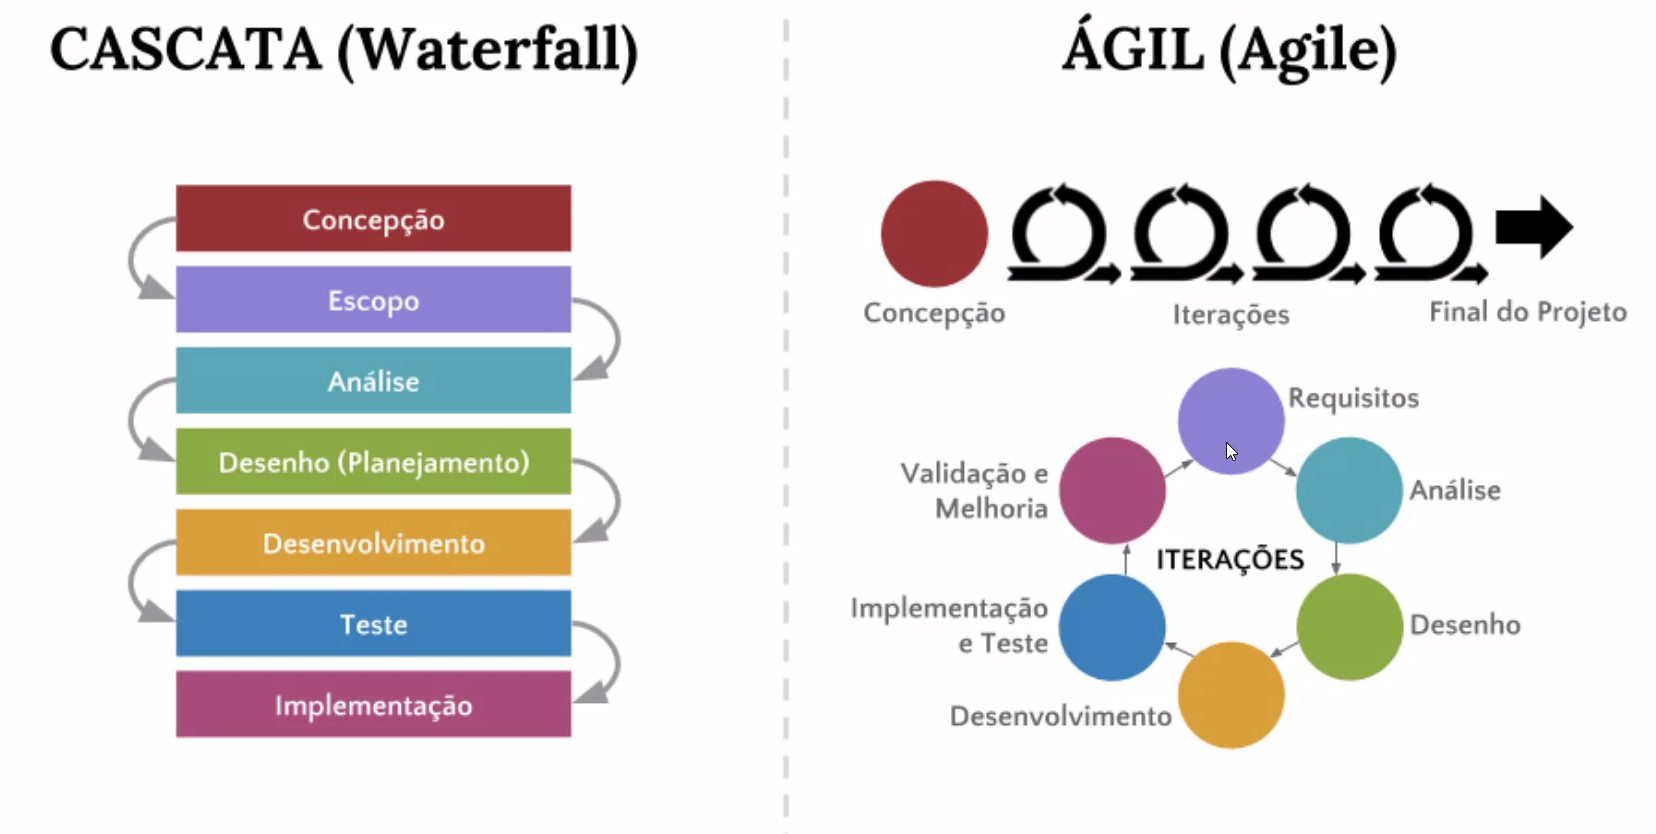 CASCATA (Waterfall)
Concepção
Escopo
Análise
Desenho (Planejamento)
Desenvolvimento
Teste
Implementação
ÁGIL (Agile)
Concepção
Iterações
Final do Projeto
Requisitos
Análise
Desenho
Desenvolvimento
Implementação
e Teste
Validação e
Melhoria
ITERAÇÕES